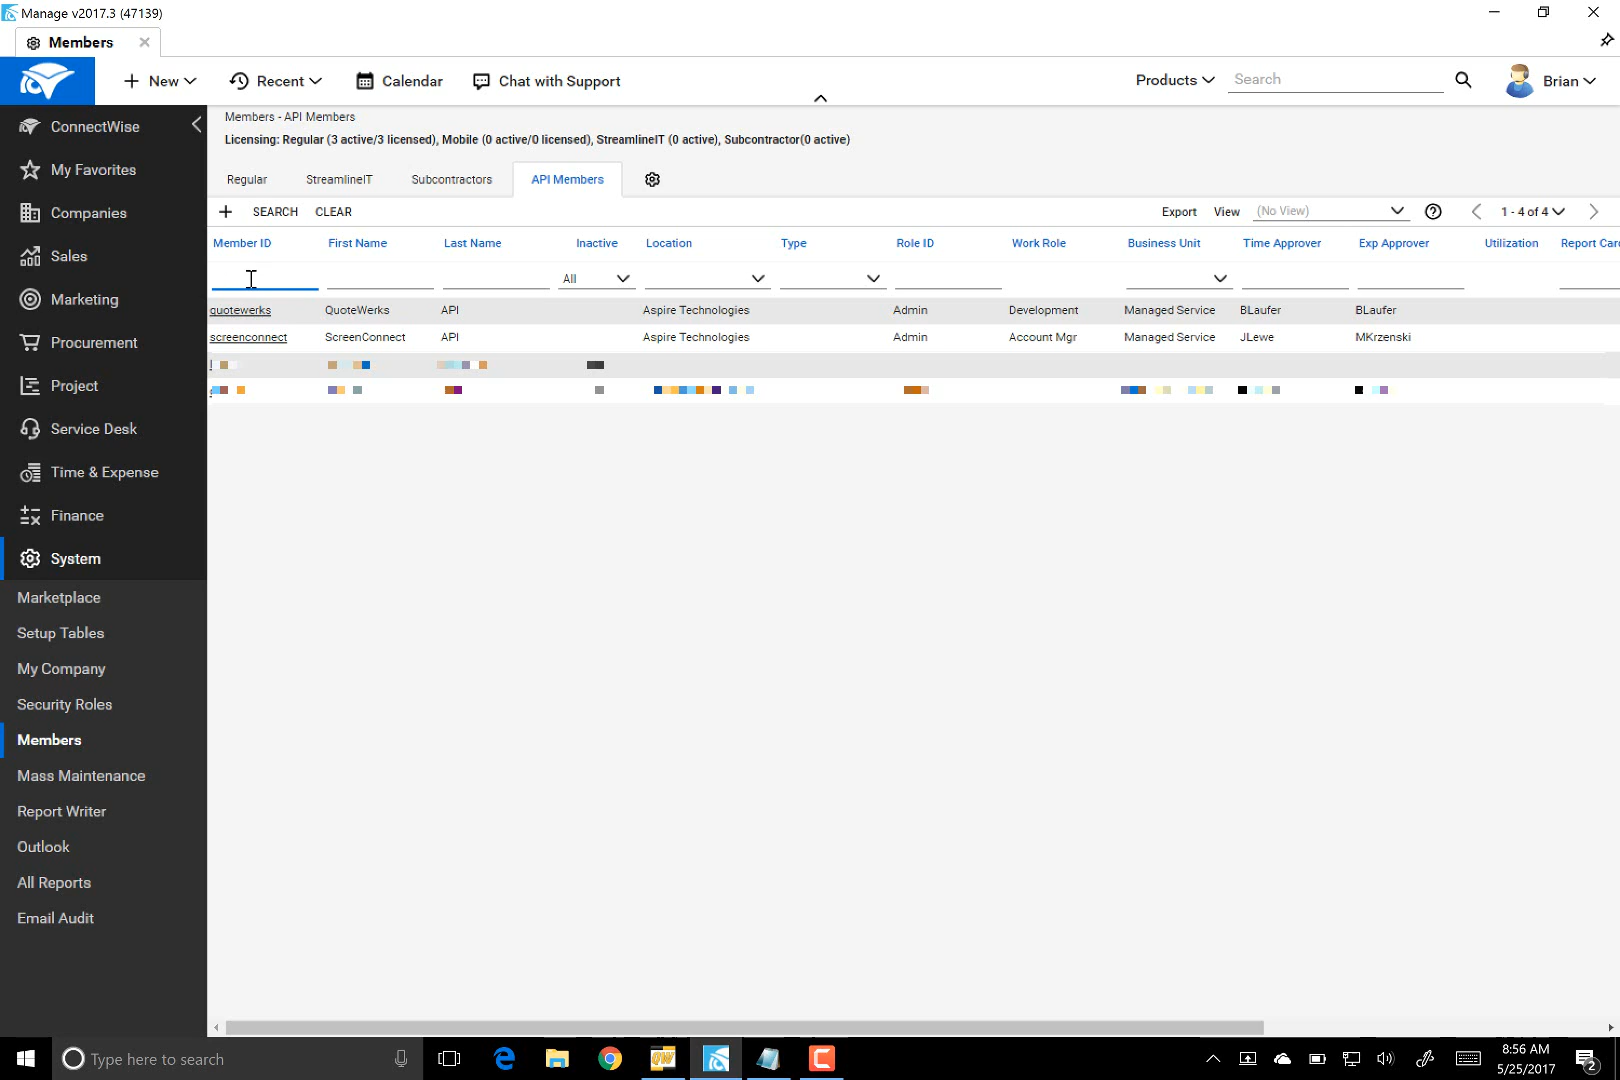 Manage v2017.3 (47139)
Members
New
Recent
Calendar
Chat with Support
Products
Search
Brian
ConnectWise
My Favorites
Companies
Sales
Marketing
Procurement
Project
Service Desk
Time & Expense
Finance
System
Marketplace
Setup Tables
My Company
Security Roles
Members
Mass Maintenance
Report Writer
Outlook
All Reports
Email Audit
Members - API Members
Licensing: Regular (3 active/3 licensed), Mobile (0 active/0 licensed), StreamlineIT (0 active), Subcontractor(0 active)
Regular StreamlineIT Subcontractors API Members
SEARCH CLEAR Export View (No View) 1 - 4 of 4
Member ID First Name Last Name Inactive Location Type Role ID Work Role Business Unit Time Approver Exp Approver Utilization Report Car
All
quotewerks QuoteWerks API Aspire Technologies Admin Development Managed Service BLaufer BLaufer
screenconnect ScreenConnect API Aspire Technologies Admin Account Mgr Managed Service JLewe MKrzenski
Type here to search
qw
8:56 AM
5/25/2017
2